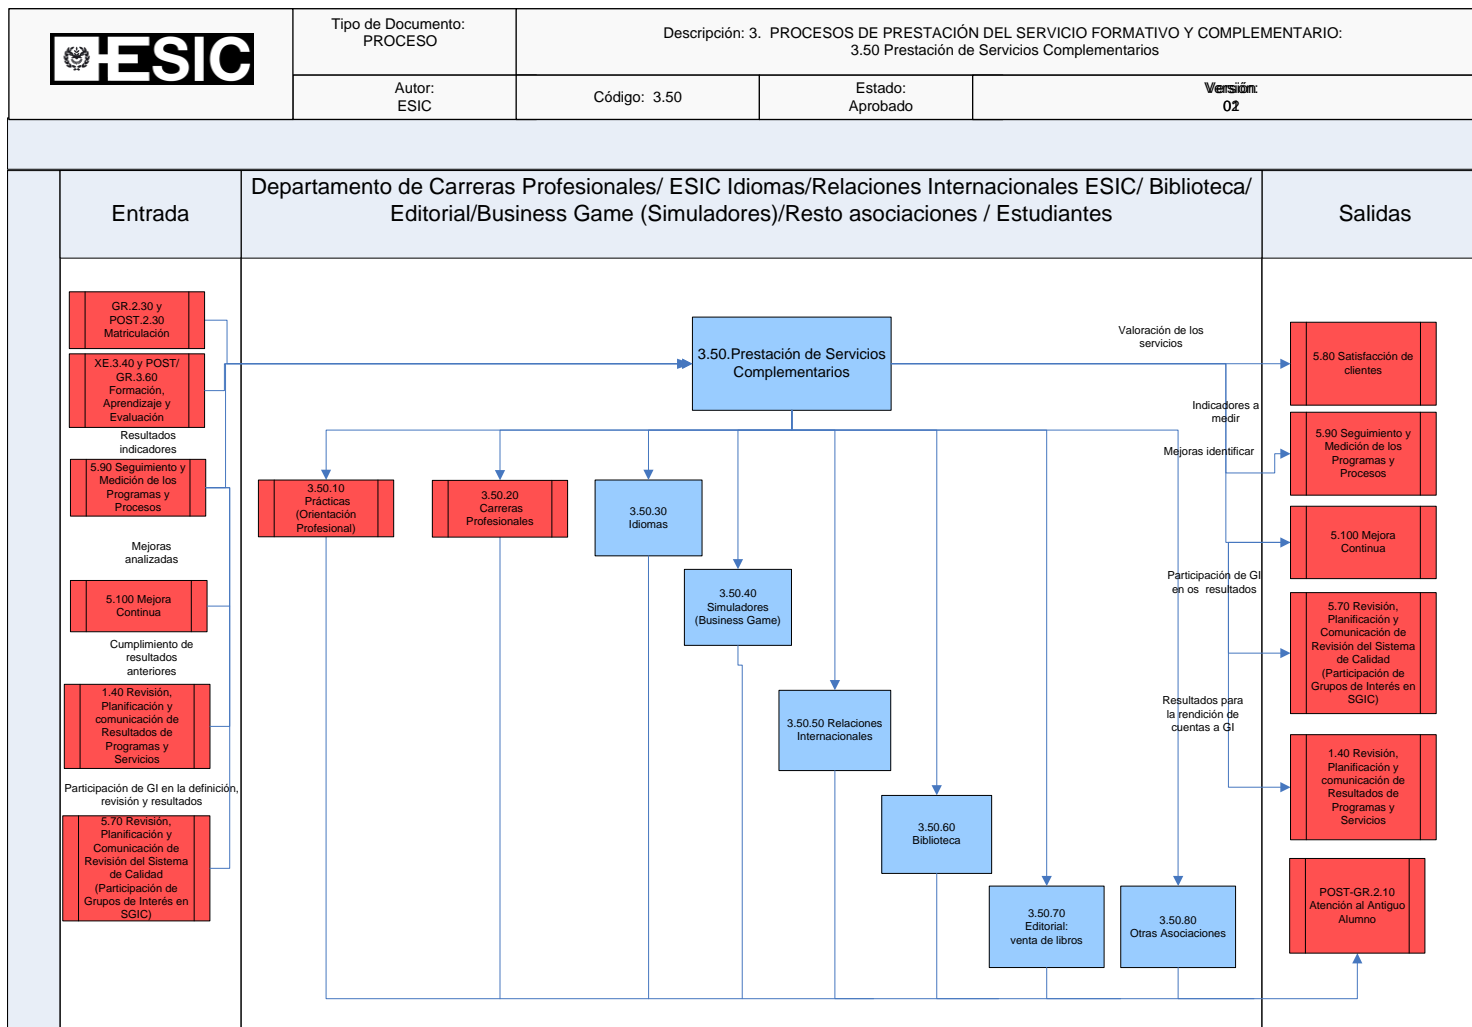 ESIC
Tipo de Documento:
PROCESO
Descripción: 3. PROCESOS DE PRESTACIÓN DEL SERVICIO FORMATIVO Y COMPLEMENTARIO:
3.50 Prestación de Servicios Complementarios
Autor:
ESIC
Código: 3.50
Estado:
Aprobado
Versión:
Entrada
Departamento de Carreras Profesionales/ ESIC Idiomas/Relaciones Internacionales ESIC/ Biblioteca/
Editorial/Business Game (Simuladores)/Resto asociaciones / Estudiantes
Salidas
GR.2.30 y
POST.2.30
Matriculación
XE.3.40 y POST/
GR.3.60
Formación,
Aprendizaje y
Evaluación
Resultados
indicadores
5.90 Seguimiento y
Medición de los
Programas y
Procesos
Mejoras
analizadas
5.100 Mejora
Continua
Cumplimiento de
resultados
anteriores
1.40 Revisión,
Planificación y
comunicación de
Resultados de
Programas y
Servicios
Participación de GI en la definición,
revisión y resultados
5.70 Revisión,
Planificación y
Comunicación de
Revisión del Sistema
de Calidad
(Participación de
Grupos de Interés en
SGIC)
3.50.Prestación de Servicios
Complementarios
3.50.10
Prácticas
(Orientación
Profesional)
3.50.20
Carreras
Profesionales
3.50.30
Idiomas
3.50.40
Simuladores
(Business Game)
3.50.50 Relaciones
Internacionales
3.50.60
Biblioteca
3.50.70
Editorial:
venta de libros
3.50.80
Otras Asociaciones
Valoración de los
servicios
Indicadores a
medir
Mejoras identificar
Participación de GI
en os resultados
Resultados para
la rendición de
cuentas a GI
5.80 Satisfacción de
clientes
5.90 Seguimiento y
Medición de los
Programas y
Procesos
5.100 Mejora
Continua
5.70 Revisión,
Planificación y
Comunicación de
Revisión del Sistema
de Calidad
(Participación de
Grupos de Interés en
SGIC)
1.40 Revisión,
Planificación y
comunicación de
Resultados de
Programas y
Servicios
POST-GR.2.10
Atención al Antiguo
Alumno